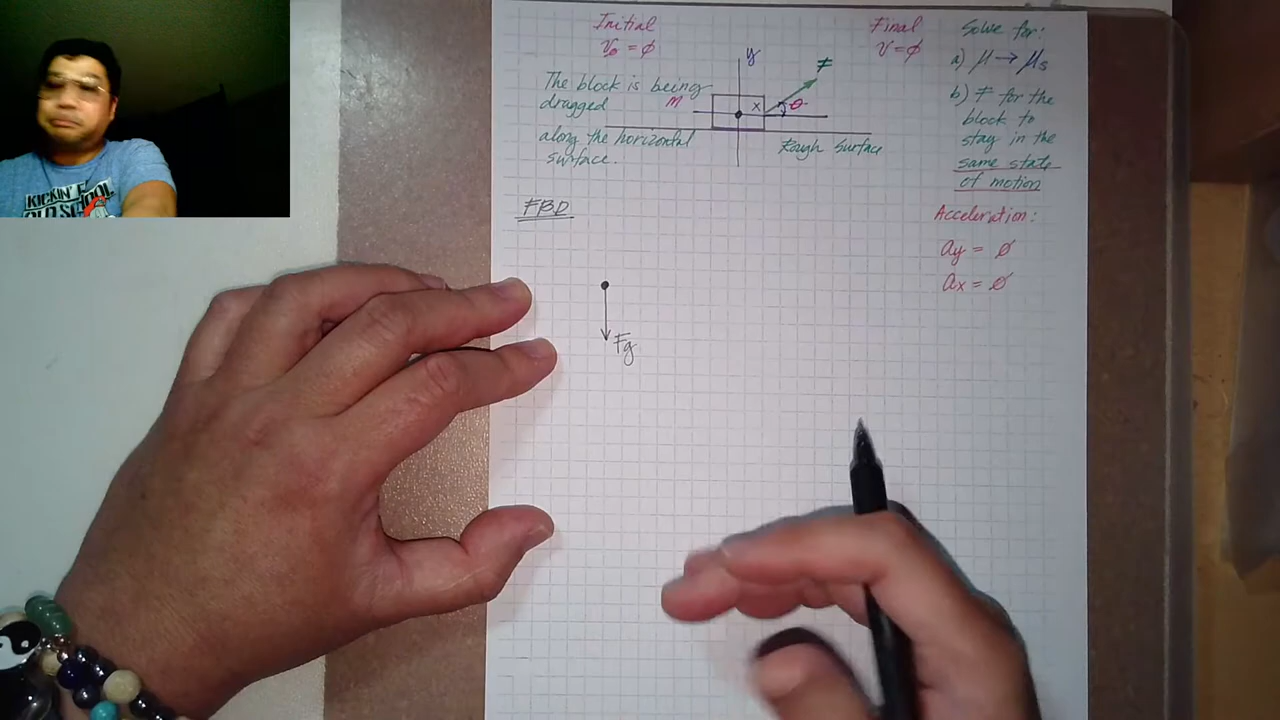 Initial
v₀ = ϕ
The block is being
dragged
along the horizontal
surface.
M
y
x
F
θ
Rough Surface
Final
v = ϕ
Solve for:
a) μ → μs
b) F for the
block to
stay in the
same state
of motion
Acceleration:
ay = ϕ
ax = ϕ
FBD
Fg
KICKIN' F
OLD SCHOOL